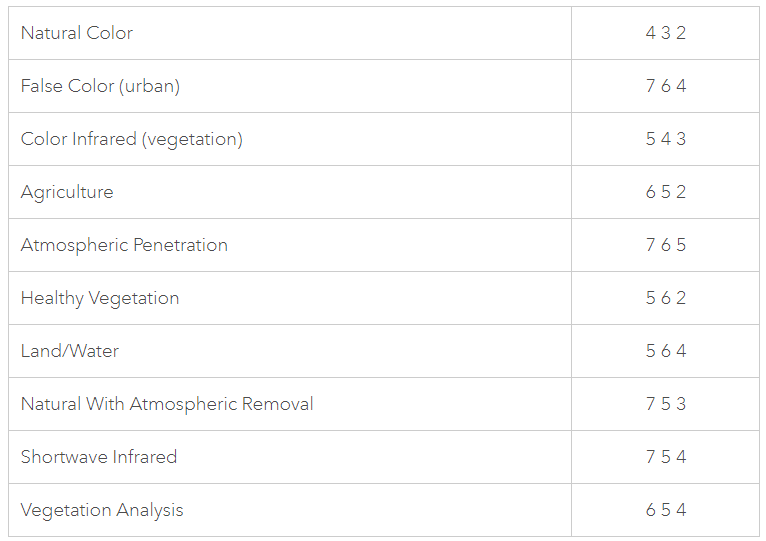 Natural Color 4 3 2
False Color (urban) 7 6 4
Color Infrared (vegetation) 5 4 3
Agriculture 6 5 2
Atmospheric Penetration 7 6 5
Healthy Vegetation 5 6 2
Land/Water 5 6 4
Natural With Atmospheric Removal 7 5 3
Shortwave Infrared 7 5 4
Vegetation Analysis 6 5 4